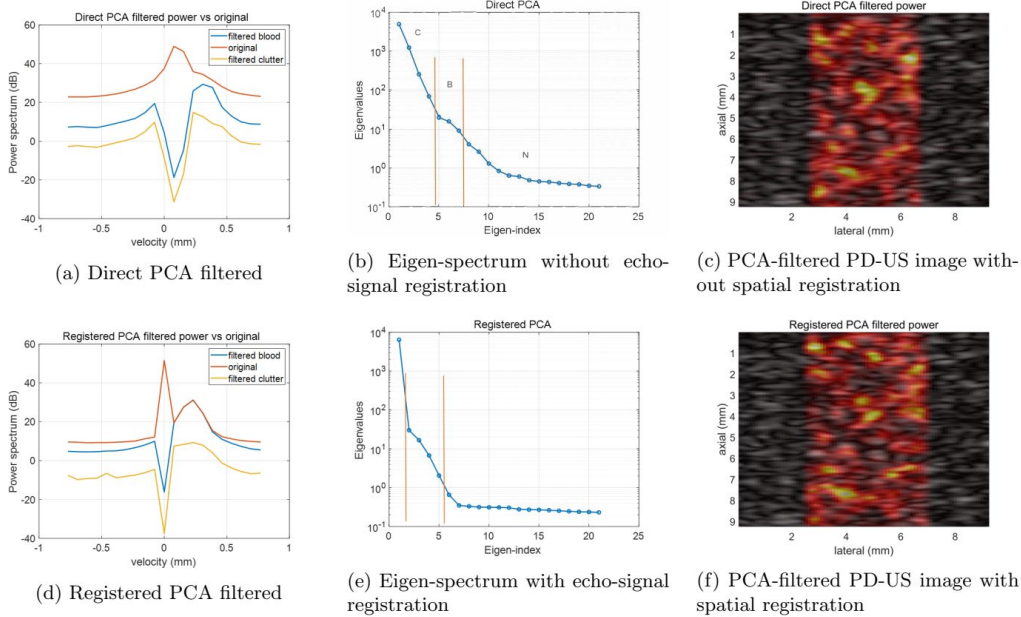 Direct PCA filtered power vs original
filtered blood
original
filtered clutter
Power spectrum (dB)
60
40
20
0
-20
-40
-1
-0.5
0
0.5
1
velocity (mm)
(a) Direct PCA filtered
Direct PCA
C
B
N
Eigenvalues
10^4
10^3
10^2
10^1
10^0
10^-1
0
5
10
15
20
25
Eigen-index
(b) Eigen-spectrum without echo-
signal registration
Direct PCA filtered power
axial (mm)
1
2
3
4
5
6
7
8
9
2
4
6
8
lateral (mm)
(c) PCA-filtered PD-US image with-
out spatial registration
Registered PCA filtered power vs original
filtered blood
original
filtered clutter
Power spectrum (dB)
60
40
20
0
-20
-40
-1
-0.5
0
0.5
1
velocity (mm)
(d) Registered PCA filtered
Registered PCA
Eigenvalues
10^4
10^3
10^2
10^1
10^0
10^-1
0
5
10
15
20
25
Eigen-index
(e) Eigen-spectrum with echo-signal
registration
Registered PCA filtered power
axial (mm)
1
2
3
4
5
6
7
8
9
2
4
6
8
lateral (mm)
(f) PCA-filtered PD-US image with
spatial registration